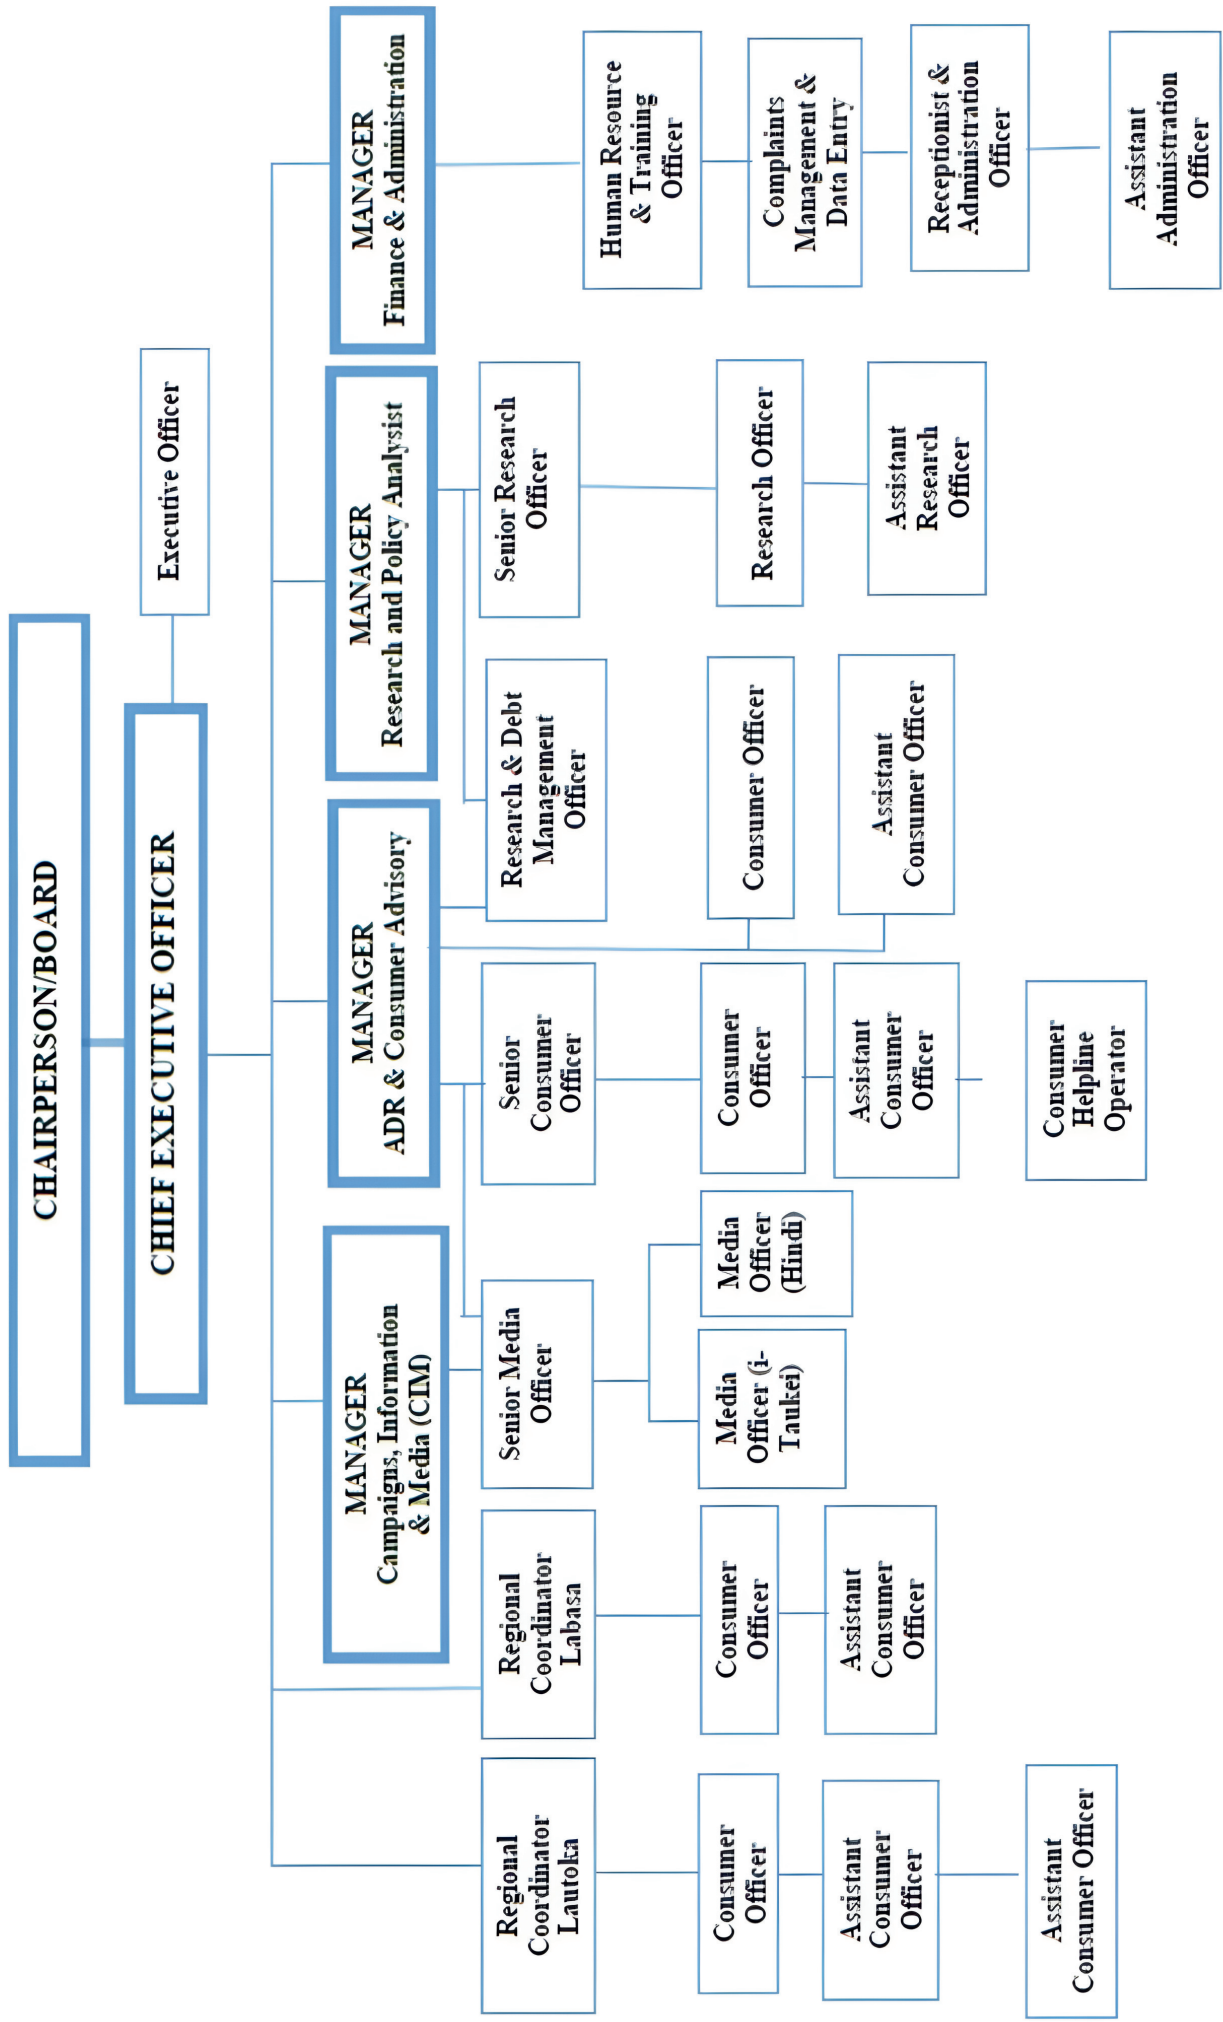 CHAIRPERSON/BOARD
CHIEF EXECUTIVE OFFICER
Executive Officer
MANAGER
Campaigns, Information
& Media (CIM)
MANAGER
ADR & Consumer Advisory
MANAGER
Research and Policy Analysist
MANAGER
Finance & Administration
Regional
Coordinator
Lautoka
Regional
Coordinator
Labasa
Senior Media
Officer
Senior
Consumer
Officer
Research & Debt
Management
Officer
Senior Research
Officer
Human Resource
& Training
Officer
Consumer
Officer
Consumer
Officer
Media
Officer (i-
Taukei)
Media
Officer
(Hindi)
Consumer
Officer
Consumer Officer
Research Officer
Complaints
Management &
Data Entry
Assistant
Consumer
Officer
Assistant
Consumer
Officer
Assistant
Consumer
Officer
Assistant
Consumer Officer
Assistant
Research
Officer
Receptionist &
Administration
Officer
Assistant
Consumer Officer
Consumer
Helpline
Operator
Assistant
Administration
Officer